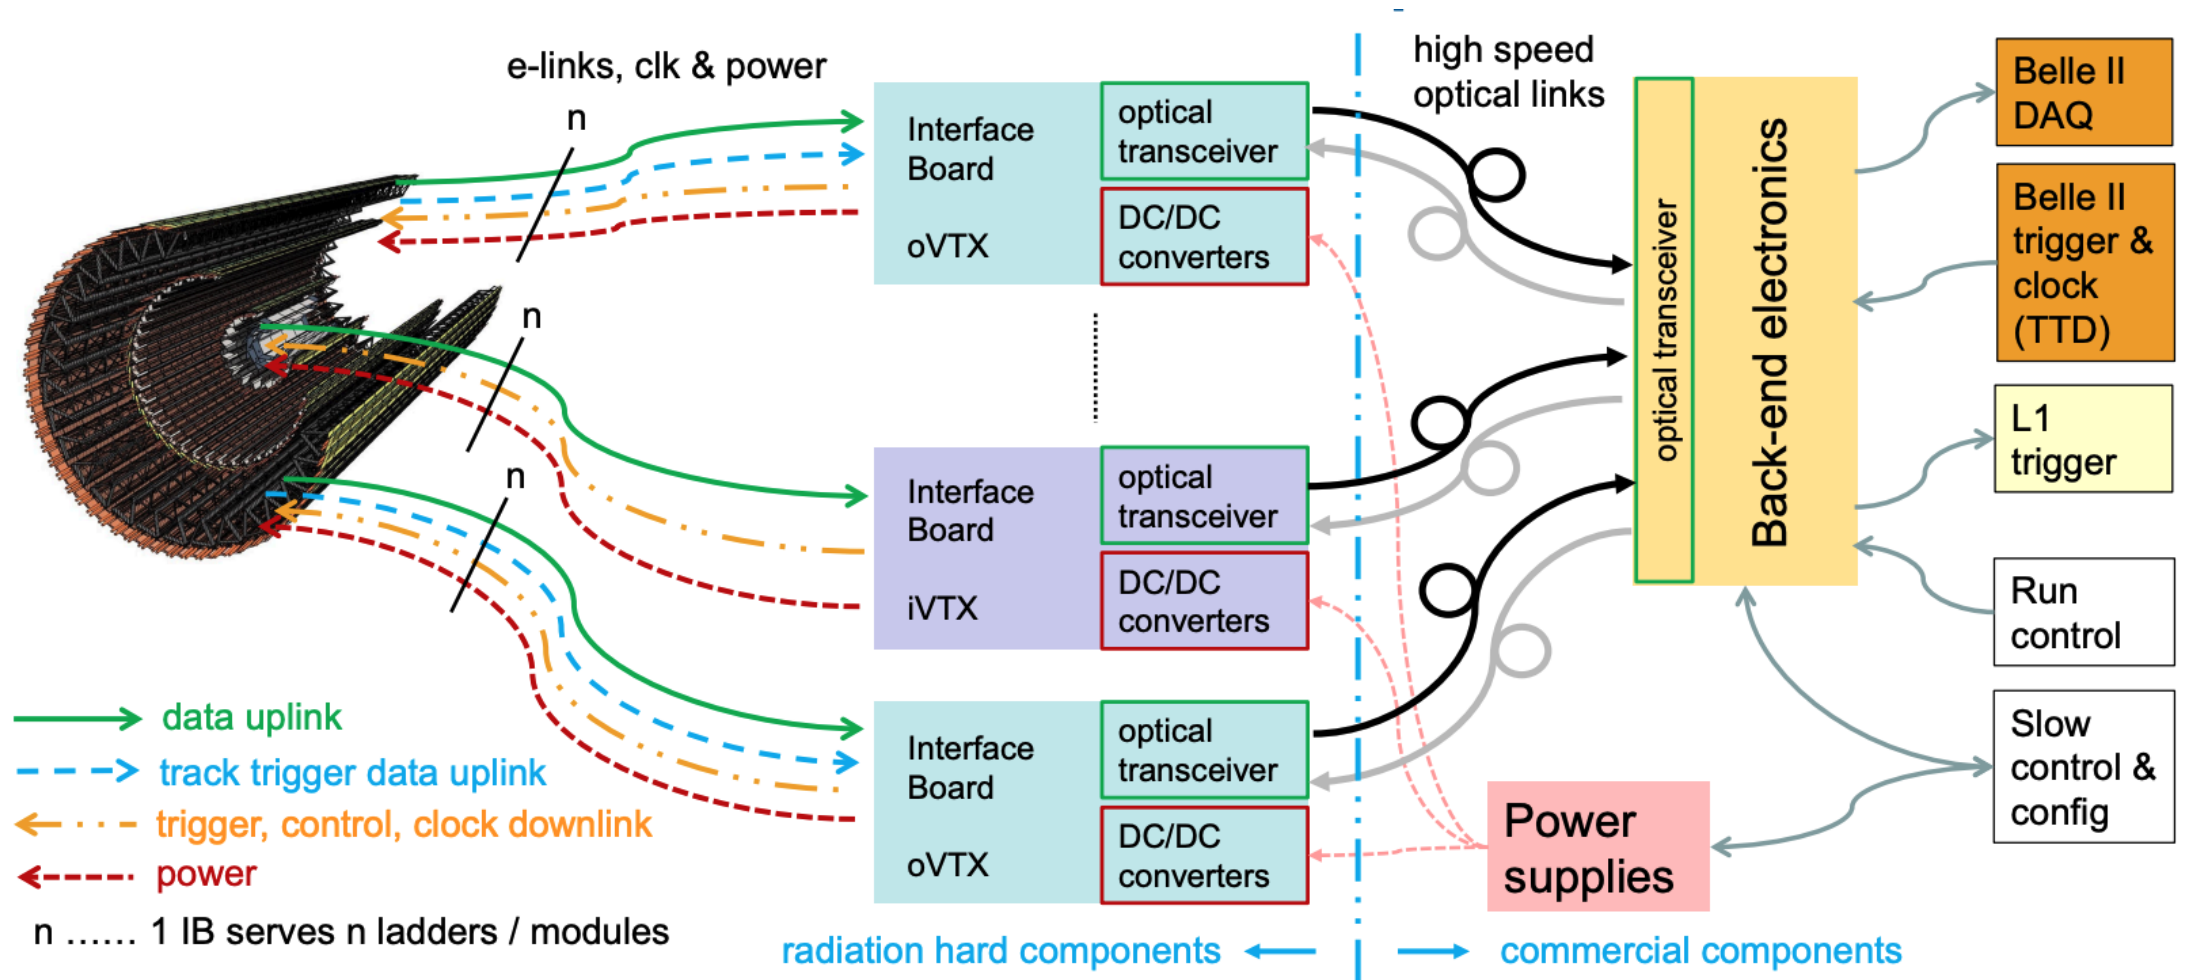 e-links, clk & power
n
n
n
Interface
Board
oVTX
optical
transceiver
DC/DC
converters
Interface
Board
iVTX
optical
transceiver
DC/DC
converters
Interface
Board
oVTX
optical
transceiver
DC/DC
converters
high speed
optical links
optical transceiver
Back-end electronics
Belle II
DAQ
Belle II
trigger &
clock
(TTD)
L1
trigger
Run
control
Slow
control &
config
Power
supplies
data uplink
track trigger data uplink
trigger, control, clock downlink
power
n ...... 1 IB serves n ladders / modules
radiation hard components
commercial components